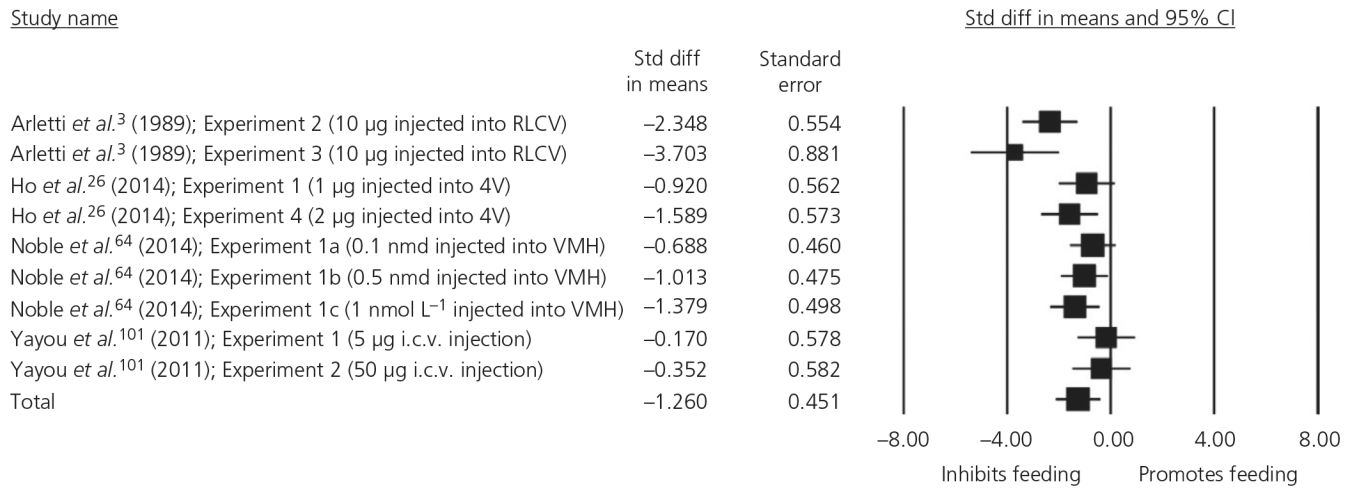 Study name Std diff in means and 95% CI
Std diff Standard
in means error
Arletti et al.3 (1989); Experiment 2 (10 µg injected into RLCV) –2.348 0.554
Arletti et al.3 (1989); Experiment 3 (10 µg injected into RLCV) –3.703 0.881
Ho et al.26 (2014); Experiment 1 (1 µg injected into 4V) –0.920 0.562
Ho et al.26 (2014); Experiment 4 (2 µg injected into 4V) –1.589 0.573
Noble et al.64 (2014); Experiment 1a (0.1 nmd injected into VMH) –0.688 0.460
Noble et al.64 (2014); Experiment 1b (0.5 nmd injected into VMH) –1.013 0.475
Noble et al.64 (2014); Experiment 1c (1 nmol L–1 injected into VMH) –1.379 0.498
Yayou et al.101 (2011); Experiment 1 (5 µg i.c.v. injection) –0.170 0.578
Yayou et al.101 (2011); Experiment 2 (50 µg i.c.v. injection) –0.352 0.582
Total –1.260 0.451
–8.00 –4.00 0.00 4.00 8.00
Inhibits feeding Promotes feeding